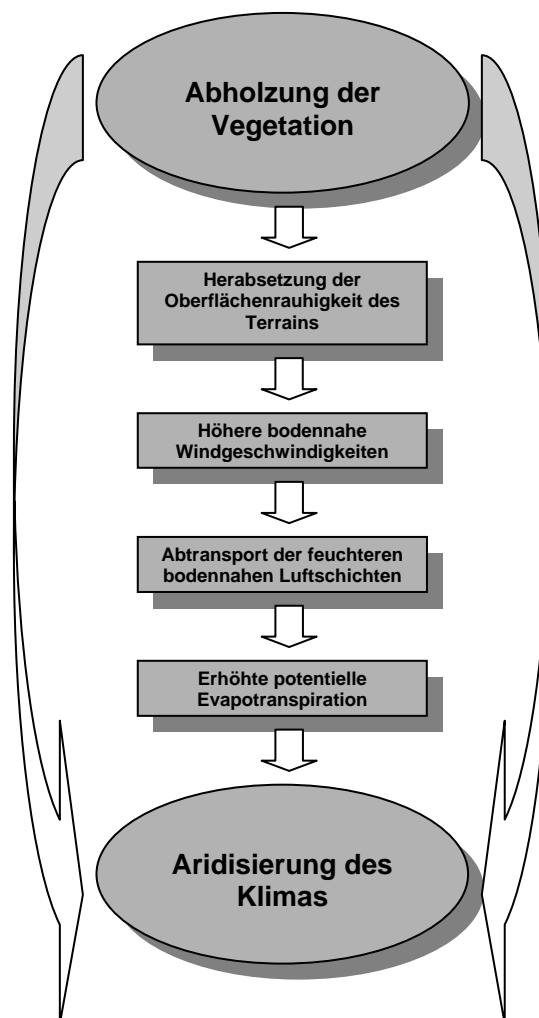 Abholzung der
Vegetation
Herabsetzung der
Oberflächenrauhigkeit des
Terrains
Höhere bodennahe
Windgeschwindigkeiten
Abtransport der feuchteren
bodennahen Luftschichten
Erhöhte potentielle
Evapotranspiration
Aridisierung des
Klimas